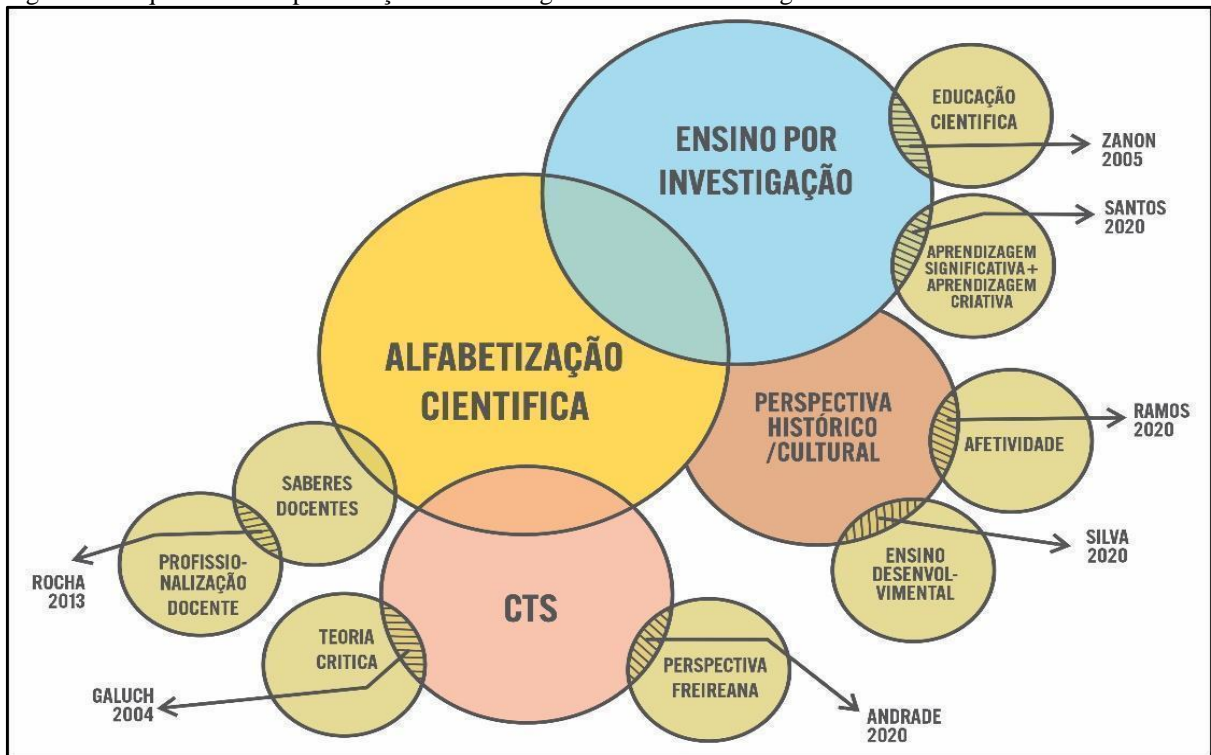 ENSINO POR
INVESTIGAÇÃO
EDUCAÇÃO
CIENTIFICA
ZANON
2005
SANTOS
2020
APRENDIZAGEM
SIGNIFICATIVA +
APRENDIZAGEM
CRIATIVA
ALFABETIZAÇÃO
CIENTIFICA
PERSPECTIVA
HISTÓRICO
/CULTURAL
RAMOS
2020
AFETIVIDADE
SABERES
DOCENTES
SILVA
2020
ENSINO
DESENVOL-
VIMENTAL
PROFISSIO-
NALIZAÇÃO
DOCENTE
ROCHA
2013
CTS
TEORIA
CRITICA
PERSPECTIVA
FREIREANA
GALUCH
2004
ANDRADE
2020